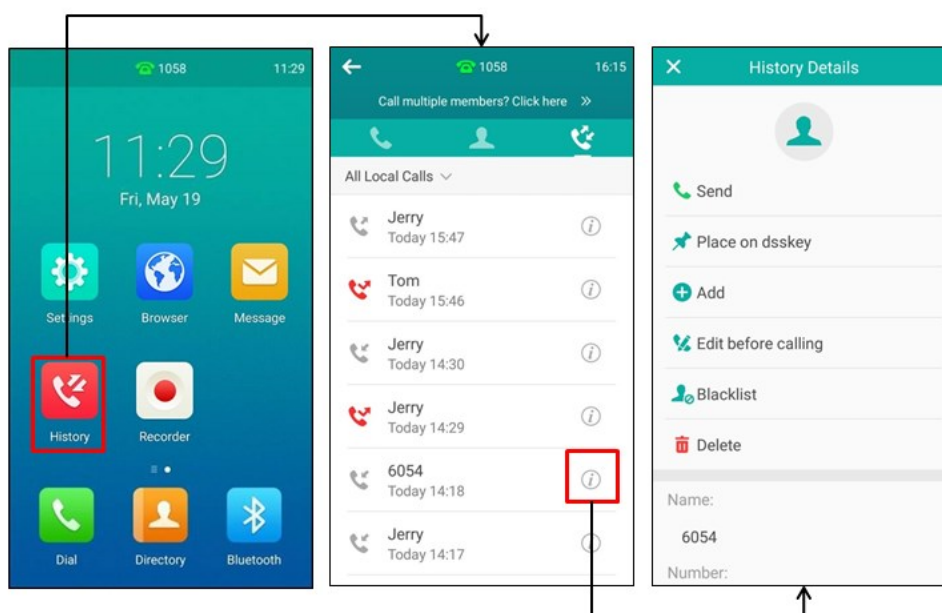 1058 11:29
11:29
Fri, May 19
Settings Browser Message
History Recorder
Dial Directory Bluetooth
1058 16:15
Call multiple members? Click here »
All Local Calls
Jerry
Today 15:47
Tom
Today 15:46
Jerry
Today 14:30
Jerry
Today 14:29
6054
Today 14:18
Jerry
Today 14:17
History Details
Send
Place on dsskey
Add
Edit before calling
Blacklist
Delete
Name:
6054
Number: